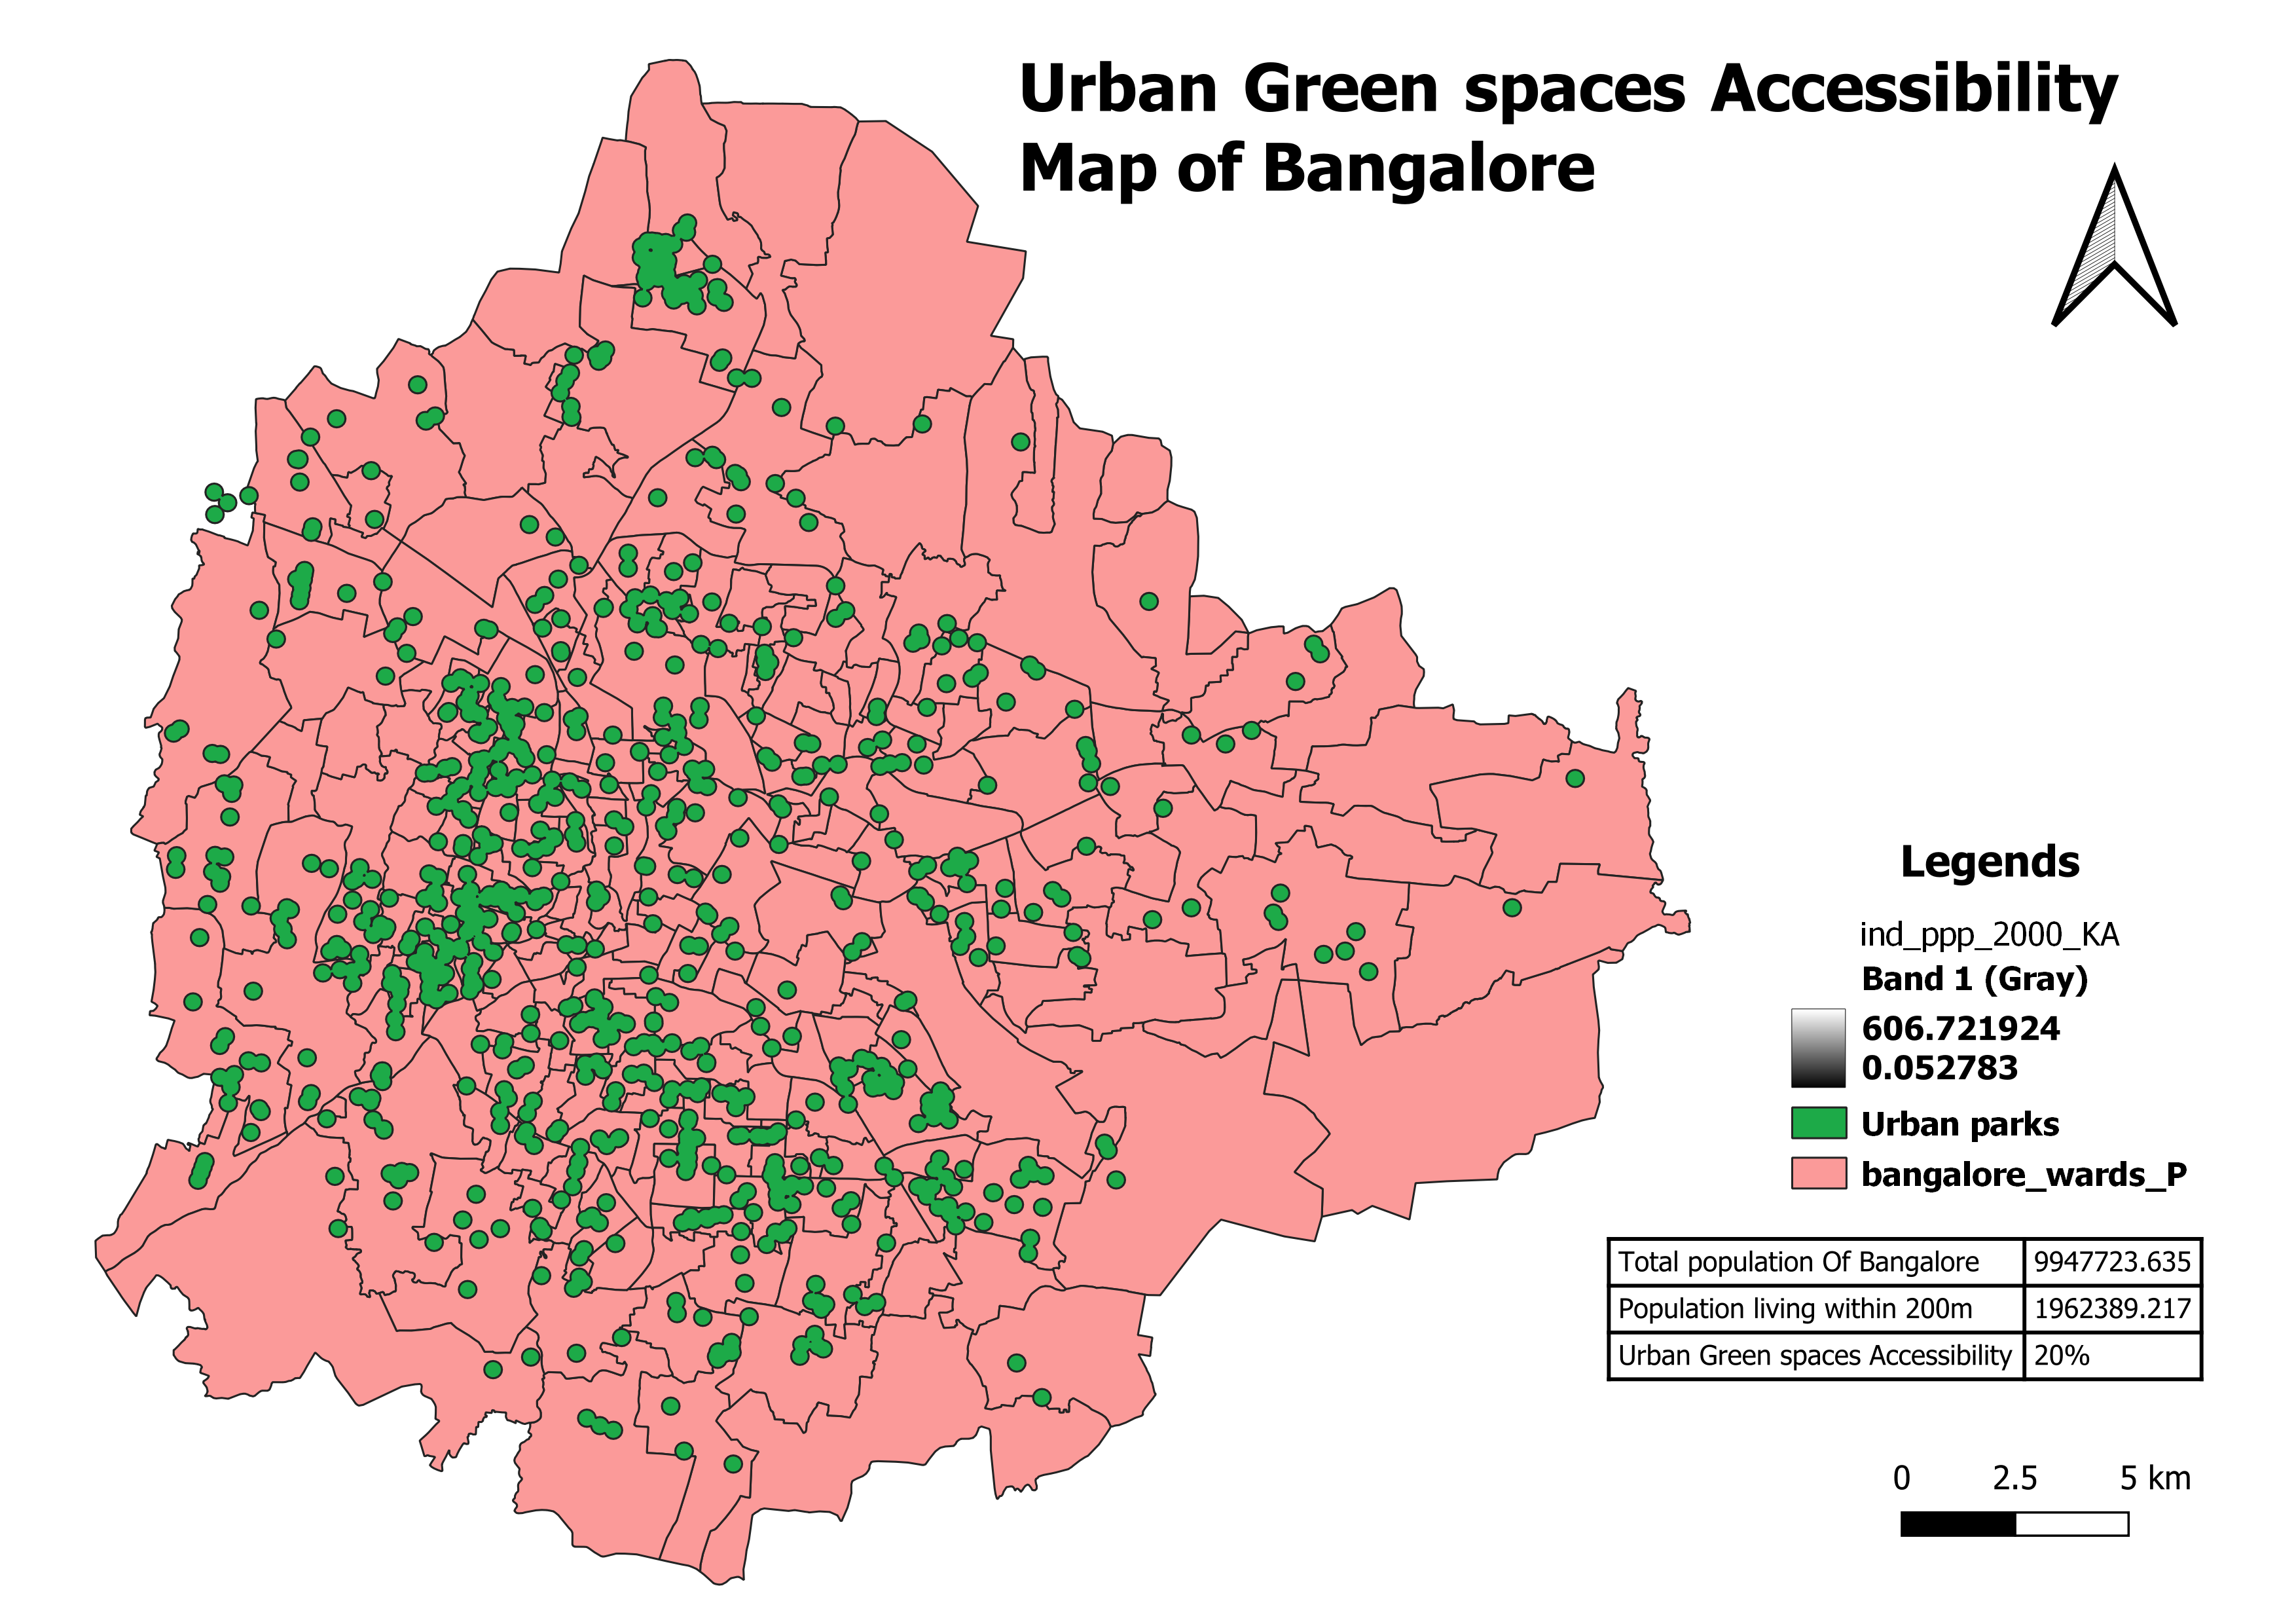 Urban Green spaces Accessibility
Map of Bangalore
Legends
ind_ppp_2000_KA
Band 1 (Gray)
606.721924
0.052783
Urban parks
bangalore_wards_P
Total population Of Bangalore 9947723.635
Population living within 200m 1962389.217
Urban Green spaces Accessibility 20%
0 2.5 5 km